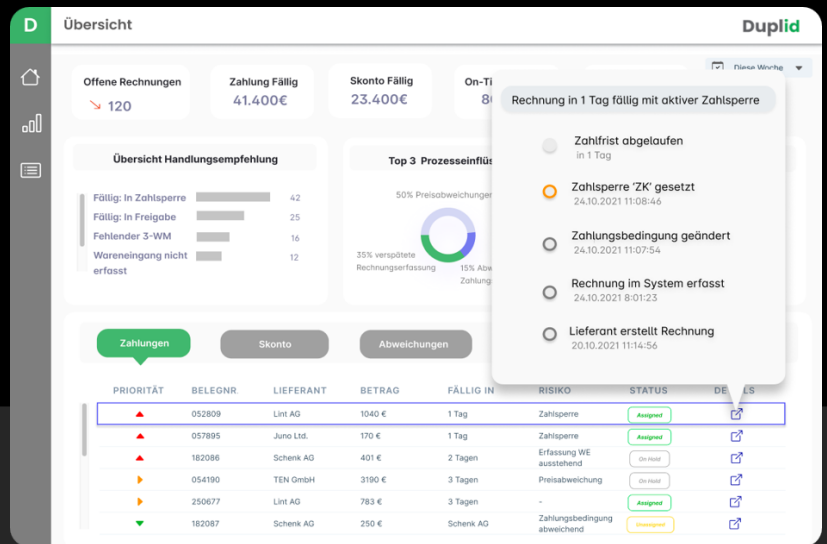 D
Übersicht
Duplid
Diese Woche
Offene Rechnungen
120
Zahlung Fällig
41.400€
Skonto Fällig
23.400€
Rechnung in 1 Tag fällig mit aktiver Zahlsperre
Zahlfrist abgelaufen
in 1 Tag
Zahlsperre 'ZK' gesetzt
24.10.2021 11:08:46
Zahlungsbedingung geändert
24.10.2021 11:07:54
Rechnung im System erfasst
24.10.2021 8:01:23
Lieferant erstellt Rechnung
20.10.2021 11:14:56
Übersicht Handlungsempfehlung
Fällig: In Zahlsperre 42
Fällig: In Freigabe 25
Fehlender 3-WM 16
Wareneingang nicht 12
erfasst
Top 3 Prozesseinflüs
50% Preisabweichungen
35% verspätete
Rechnungserfassung
15% Abw
Zahlung
Zahlungen
Skonto
Abweichungen
PRIORITÄT BELEGNR. LIEFERANT BETRAG FÄLLIG IN RISIKO STATUS DE LS
052809 Lint AG 1040 € 1 Tag Zahlsperre Assigned
057895 Juno Ltd. 170 € 1 Tag Zahlsperre Assigned
182086 Schenk AG 401 € 2 Tagen Erfassung WE
ausstehend On Hold
054190 TEN GmbH 3190 € 3 Tagen Preisabweichung On Hold
250677 Lint AG 783 € 3 Tagen - Assigned
182087 Schenk AG 250 € Schenk AG Zahlungsbedingung
abweichend Unassigned